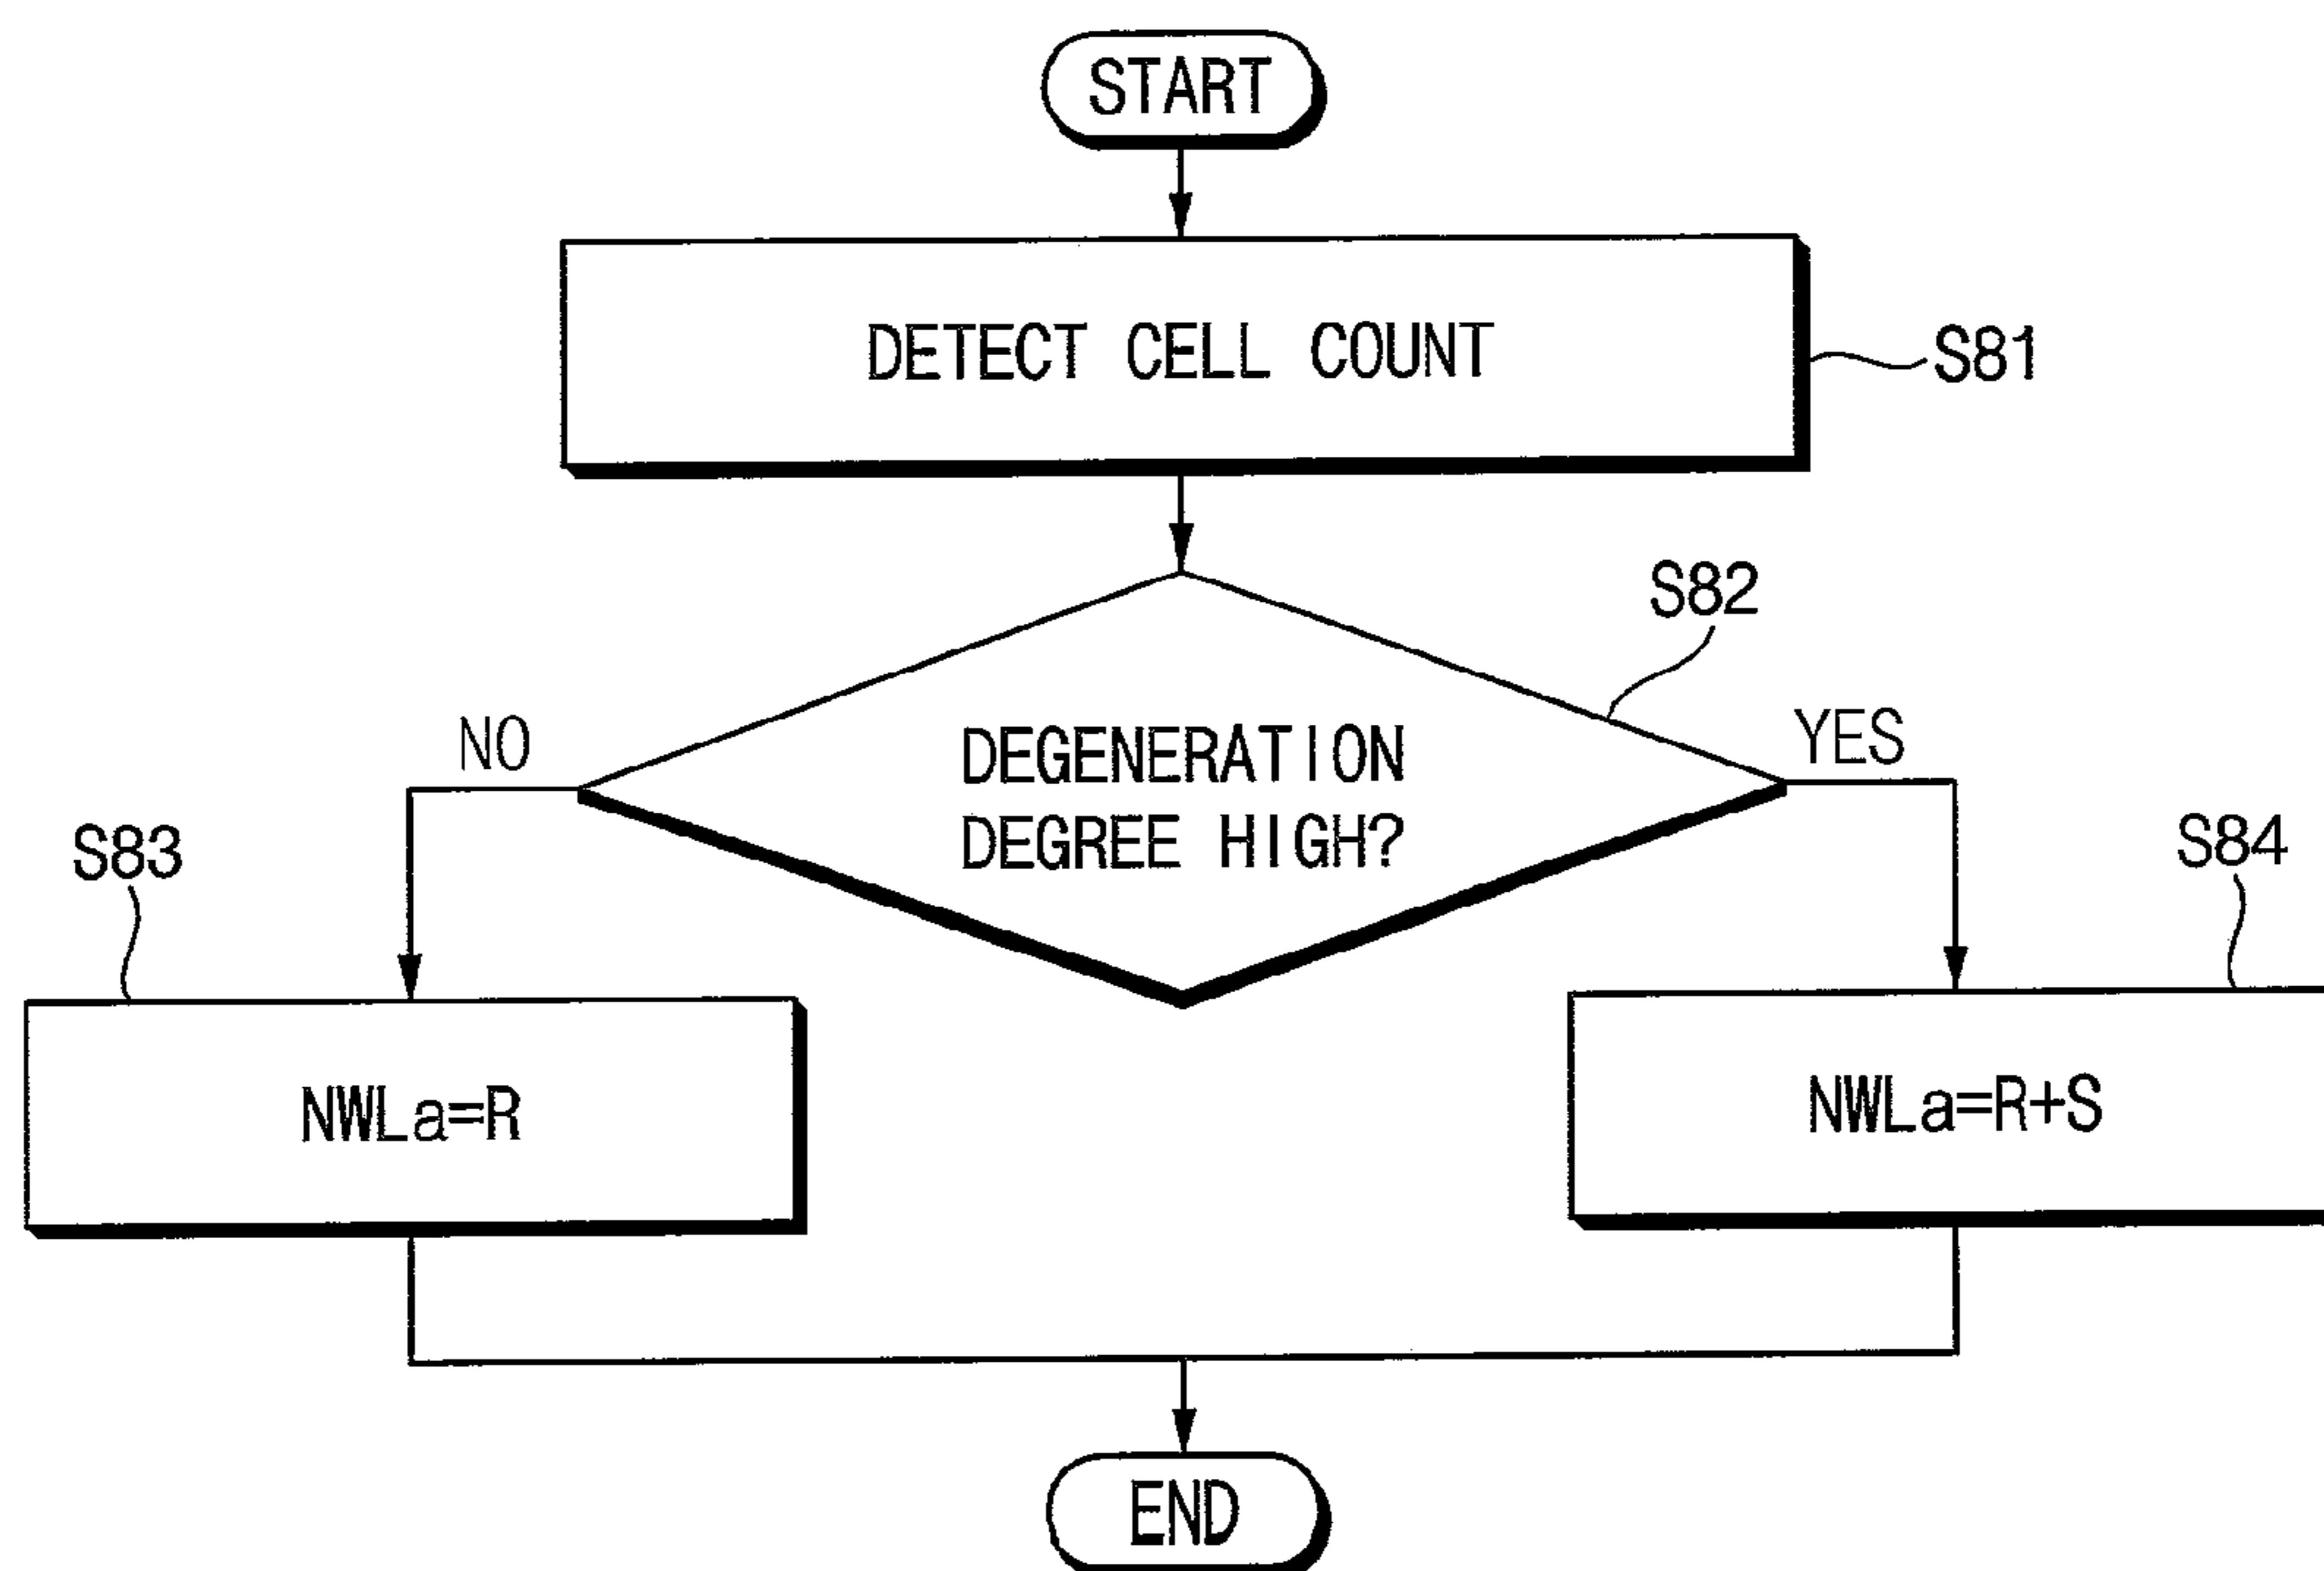 START
DETECT CELL COUNT
S81
S82
NO
DEGENERATION
DEGREE HIGH?
YES
S83
S84
NWLa=R
NWLa=R+S
END